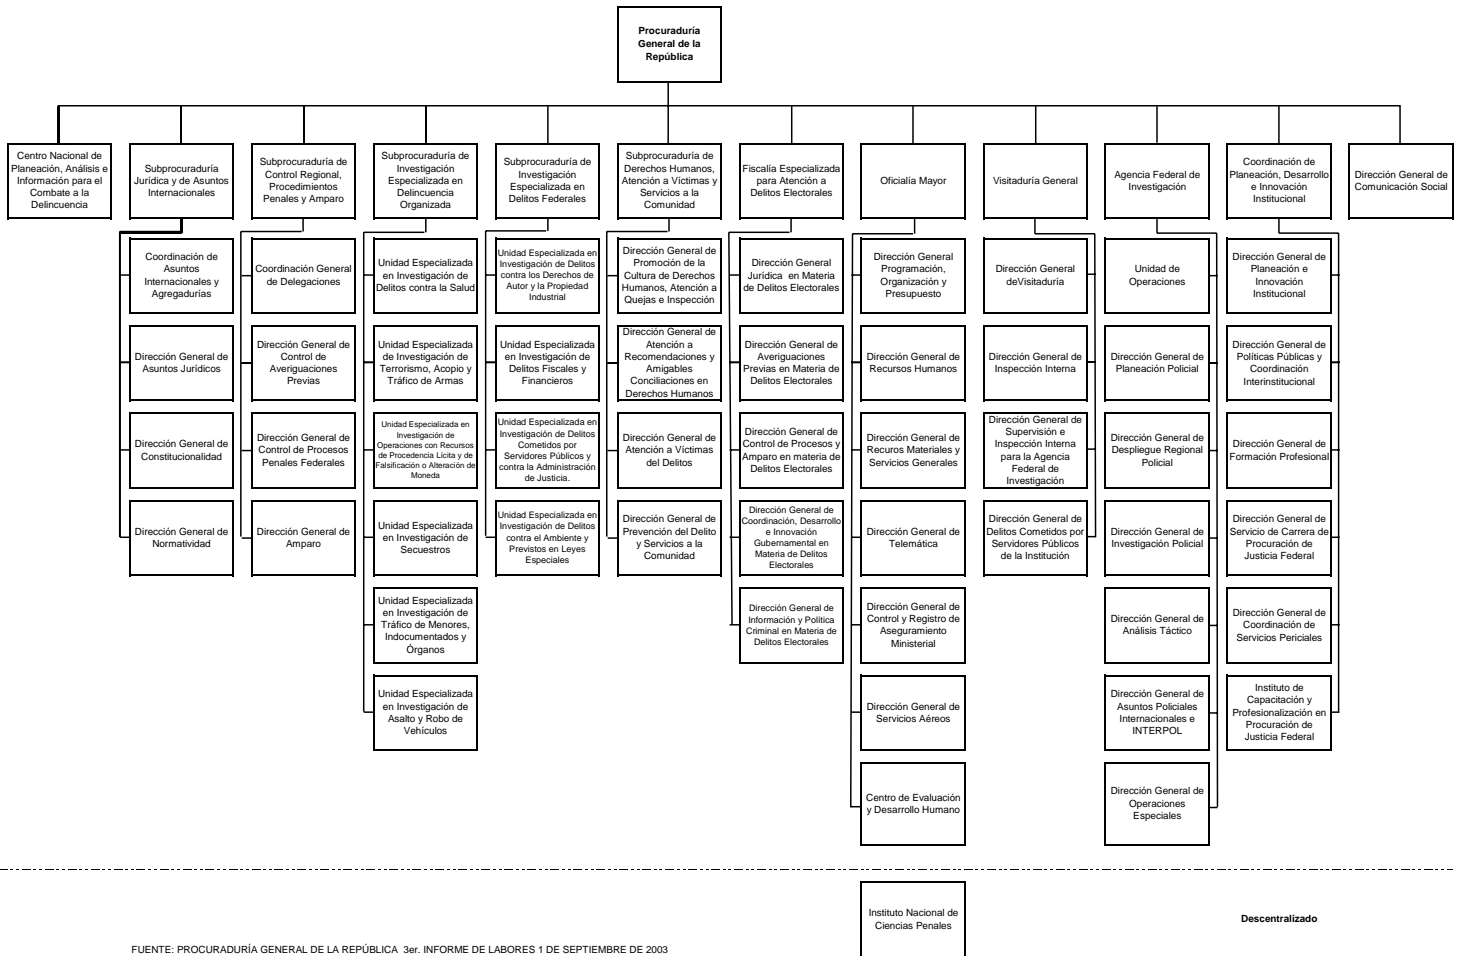 Procuraduría
General de la
República
Centro Nacional de
Planeación, Análisis e
Información para el
Combate a la
Delincuencia
Subprocuraduría
Jurídica y de Asuntos
Internacionales
Subprocuraduría de
Control Regional,
Procedimientos
Penales y Amparo
Subprocuraduría de
Investigación
Especializada en
Delincuencia
Organizada
Subprocuraduría de
Investigación
Especializada en
Delitos Federales
Subprocuraduría de
Derechos Humanos,
Atención a Víctimas y
Servicios a la
Comunidad
Fiscalía Especializada
para Atención a
Delitos Electorales
Oficialía Mayor
Visitaduría General
Agencia Federal de
Investigación
Coordinación de
Planeación, Desarrollo
e Innovación
Institucional
Dirección General de
Comunicación Social
Coordinación de
Asuntos
Internacionales y
Agregadurías
Coordinación General
de Delegaciones
Unidad Especializada
en Investigación de
Delitos contra la Salud
Unidad Especializada en
Investigación de Delitos
contra los Derechos de
Autor y la Propiedad
Industrial
Dirección General de
Promoción de la
Cultura de Derechos
Humanos, Atención a
Quejas e Inspección
Dirección General
Jurídica en Materia
de Delitos Electorales
Dirección General
Programación,
Organización y
Presupuesto
Dirección General
deVisitaduría
Unidad de
Operaciones
Dirección General de
Planeación e
Innovación
Institucional
Dirección General de
Asuntos Jurídicos
Dirección General de
Control de
Averiguaciones
Previas
Unidad Especializada
de Investigación de
Terrorismo, Acopio y
Tráfico de Armas
Unidad Especializada
en Investigación de
Delitos Fiscales y
Financieros
Dirección General de
Atención a
Recomendaciones y
Amigables
Conciliaciones en
Derechos Humanos
Dirección General de
Averiguaciones
Previas en Materia de
Delitos Electorales
Dirección General de
Recursos Humanos
Dirección General de
Inspección Interna
Dirección General de
Planeación Policial
Dirección General de
Políticas Públicas y
Coordinación
Interinstitucional
Dirección General de
Constitucionalidad
Dirección General de
Control de Procesos
Penales Federales
Unidad Especializada en
Investigación de
Operaciones con Recursos
de Procedencia Lícita y de
Falsificación o Alteración de
Moneda
Unidad Especializada en
Investigación de Delitos
Cometidos por
Servidores Públicos y
contra la Administración
de Justicia.
Dirección General de
Atención a Víctimas
del Delitos
Dirección General de
Control de Procesos y
Amparo en materia de
Delitos Electorales
Dirección General de
Recuros Materiales y
Servicios Generales
Dirección General de
Supervisión e
Inspección Interna
para la Agencia
Federal de
Investigación
Dirección General de
Despliegue Regional
Policial
Dirección General de
Formación Profesional
Dirección General de
Normatividad
Dirección General de
Amparo
Unidad Especializada
en Investigación de
Secuestros
Unidad Especializada en
Investigación de Delitos
contra el Ambiente y
Previstos en Leyes
Especiales
Dirección General de
Prevención del Delito
y Servicios a la
Comunidad
Dirección General de
Coordinación, Desarrollo
e Innovación
Gubernamental en
Materia de Delitos
Electorales
Dirección General de
Telemática
Dirección General de
Delitos Cometidos por
Servidores Públicos
de la Institución
Dirección General de
Investigación Policial
Dirección General de
Servicio de Carrera de
Procuración de
Justicia Federal
Unidad Especializada
en Investigación de
Tráfico de Menores,
Indocumentados y
Órganos
Dirección General de
Información y Política
Criminal en Materia de
Delitos Electorales
Dirección General de
Control y Registro de
Aseguramiento
Ministerial
Dirección General de
Análisis Táctico
Dirección General de
Coordinación de
Servicios Periciales
Unidad Especializada
en Investigación de
Asalto y Robo de
Vehículos
Dirección General de
Servicios Aéreos
Dirección General de
Asuntos Policiales
Internacionales e
INTERPOL
Instituto de
Capacitación y
Profesionalización en
Procuración de
Justicia Federal
Centro de Evaluación
y Desarrollo Humano
Dirección General de
Operaciones
Especiales
Instituto Nacional de
Ciencias Penales
Descentralizado
FUENTE: PROCURADURÍA GENERAL DE LA REPÚBLICA 3er. INFORME DE LABORES 1 DE SEPTIEMBRE DE 2003